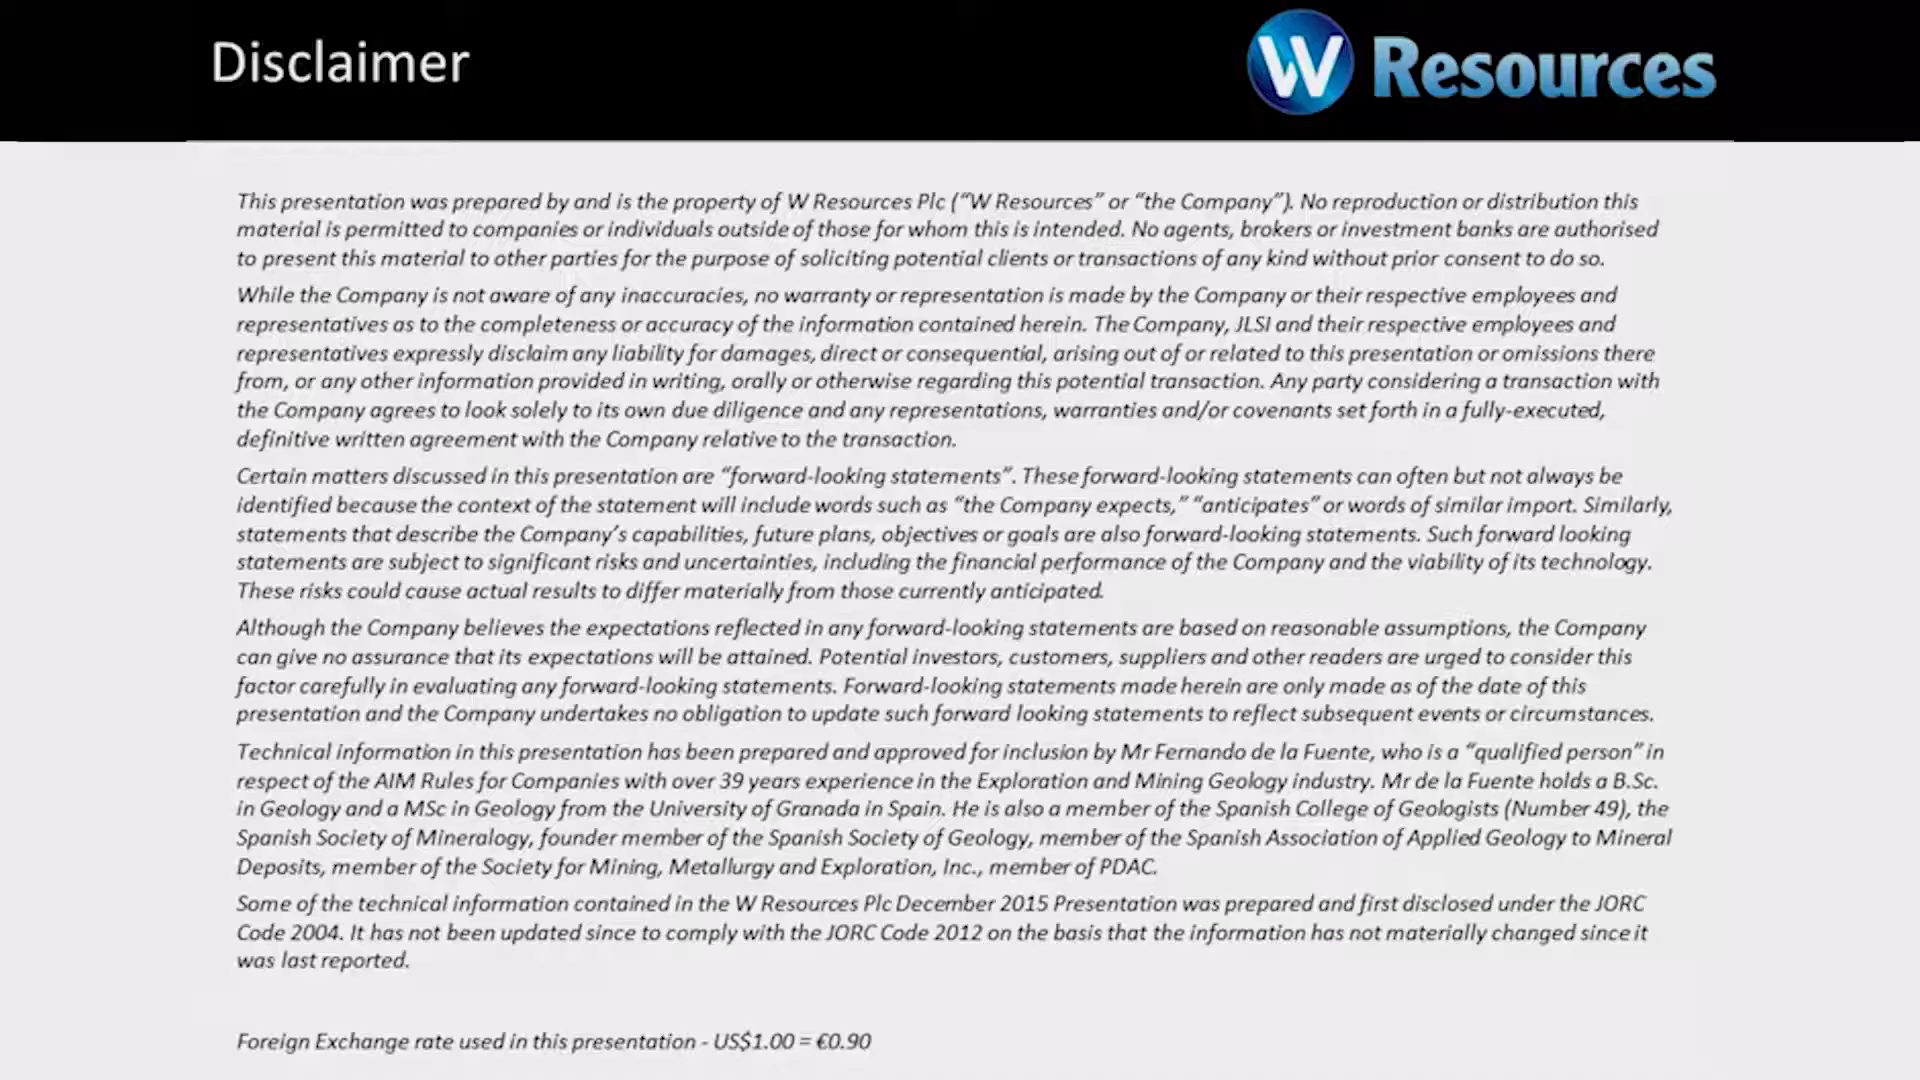 Disclaimer
W Resources
This presentation was prepared by and is the property of W Resources Plc (“W Resources” or “the Company”). No reproduction or distribution this
material is permitted to companies or individuals outside of those for whom this is intended. No agents, brokers or investment banks are authorised
to present this material to other parties for the purpose of soliciting potential clients or transactions of any kind without prior consent to do so.
While the Company is not aware of any inaccuracies, no warranty or representation is made by the Company or their respective employees and
representatives as to the completeness or accuracy of the information contained herein. The Company, JLSI and their respective employees and
representatives expressly disclaim any liability for damages, direct or consequential, arising out of or related to this presentation or omissions there
from, or any other information provided in writing, orally or otherwise regarding this potential transaction. Any party considering a transaction with
the Company agrees to look solely to its own due diligence and any representations, warranties and/or covenants set forth in a fully-executed,
definitive written agreement with the Company relative to the transaction.
Certain matters discussed in this presentation are “forward-looking statements”. These forward-looking statements can often but not always be
identified because the context of the statement will include words such as “the Company expects,” “anticipates” or words of similar import. Similarly,
statements that describe the Company’s capabilities, future plans, objectives or goals are also forward-looking statements. Such forward looking
statements are subject to significant risks and uncertainties, including the financial performance of the Company and the viability of its technology.
These risks could cause actual results to differ materially from those currently anticipated.
Although the Company believes the expectations reflected in any forward-looking statements are based on reasonable assumptions, the Company
can give no assurance that its expectations will be attained. Potential investors, customers, suppliers and other readers are urged to consider this
factor carefully in evaluating any forward-looking statements. Forward-looking statements made herein are only made as of the date of this
presentation and the Company undertakes no obligation to update such forward looking statements to reflect subsequent events or circumstances.
Technical information in this presentation has been prepared and approved for inclusion by Mr Fernando de la Fuente, who is a “qualified person” in
respect of the AIM Rules for Companies with over 39 years experience in the Exploration and Mining Geology industry. Mr de la Fuente holds a B.Sc.
in Geology and a MSc in Geology from the University of Granada in Spain. He is also a member of the Spanish College of Geologists (Number 49), the
Spanish Society of Mineralogy, founder member of the Spanish Society of Geology, member of the Spanish Association of Applied Geology to Mineral
Deposits, member of the Society for Mining, Metallurgy and Exploration, Inc., member of PDAC.
Some of the technical information contained in the W Resources Plc December 2015 Presentation was prepared and first disclosed under the JORC
Code 2004. It has not been updated since to comply with the JORC Code 2012 on the basis that the information has not materially changed since it
was last reported.
Foreign Exchange rate used in this presentation - US$1.00 = €0.90